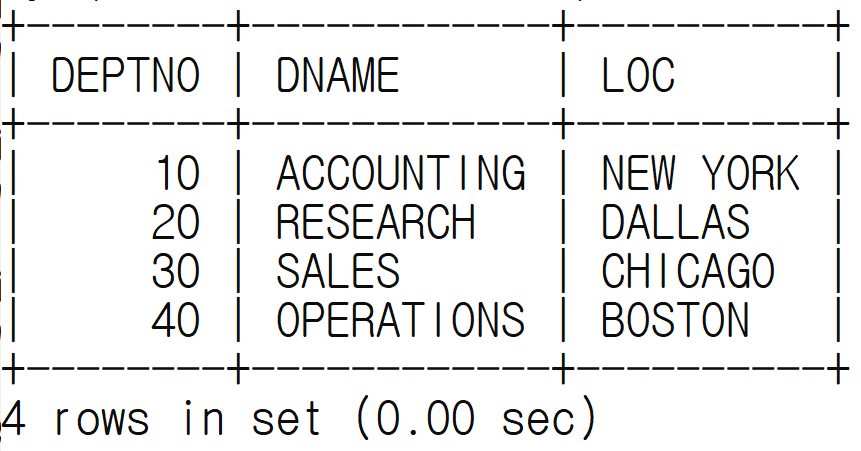 +--------+------------+----------+
| DEPTNO | DNAME      | LOC      |
+--------+------------+----------+
|     10 | ACCOUNTING | NEW YORK |
|     20 | RESEARCH   | DALLAS   |
|     30 | SALES      | CHICAGO  |
|     40 | OPERATIONS | BOSTON   |
+--------+------------+----------+
4 rows in set (0.00 sec)